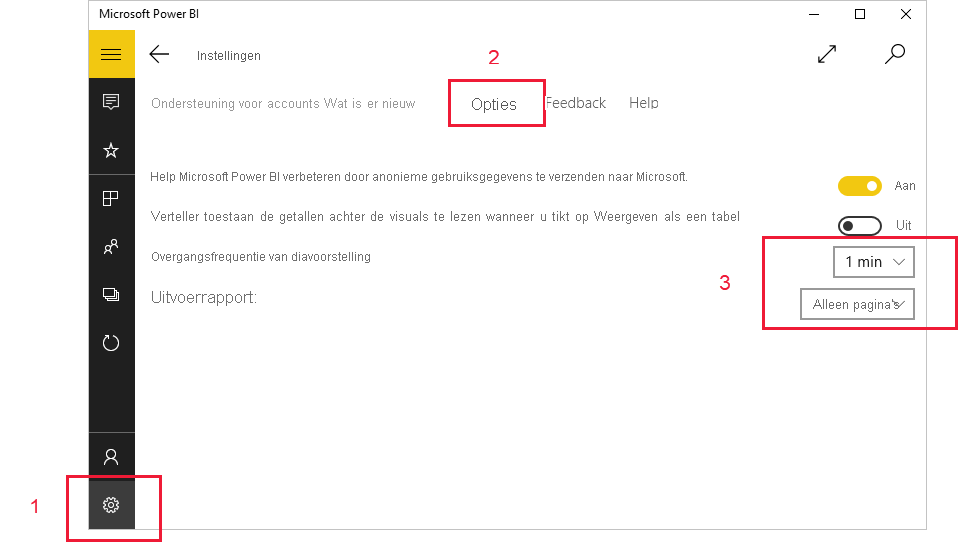 Microsoft Power BI
Instellingen
2
Ondersteuning voor accounts Wat is er nieuw Opties Feedback Help
Help Microsoft Power BI verbeteren door anonieme gebruiksgegevens te verzenden naar Microsoft. Aan
Verteller toestaan de getallen achter de visuals te lezen wanneer u tikt op Weergeven als een tabel Uit
Overgangsfrequentie van diavoorstelling 1 min
3
Uitvoerrapport: Alleen pagina's
1